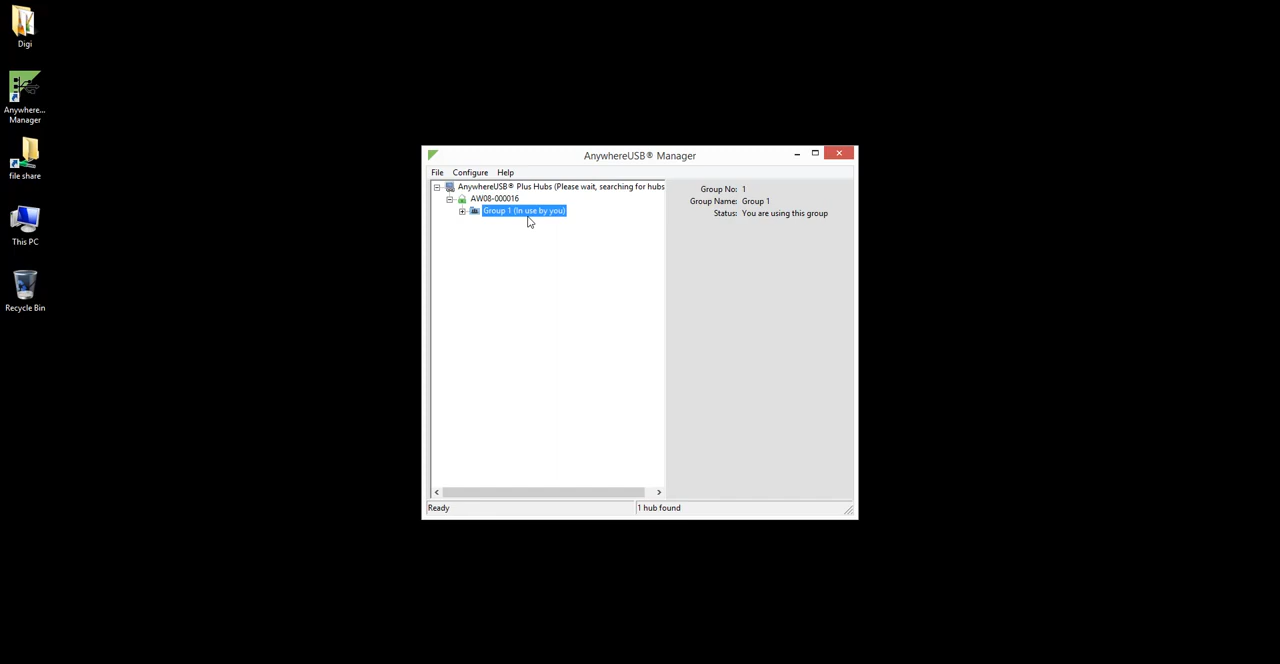 Digi
Anywhere...
Manager
file share
This PC
Recycle Bin
AnywhereUSB® Manager
File Configure Help
AnywhereUSB® Plus Hubs (Please wait, searching for hubs
AW08-000016
Group 1 (In use by you)
Group No: 1
Group Name: Group 1
Status: You are using this group
Ready
1 hub found